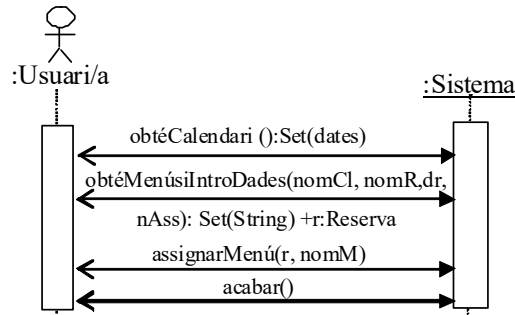 :Usuari/a
:Sistema
obtéCalendari ():Set(dates)
obtéMenúsiIntroDades(nomCl, nomR,dr,
nAss): Set(String) +r:Reserva
assignarMenú(r, nomM)
acabar()